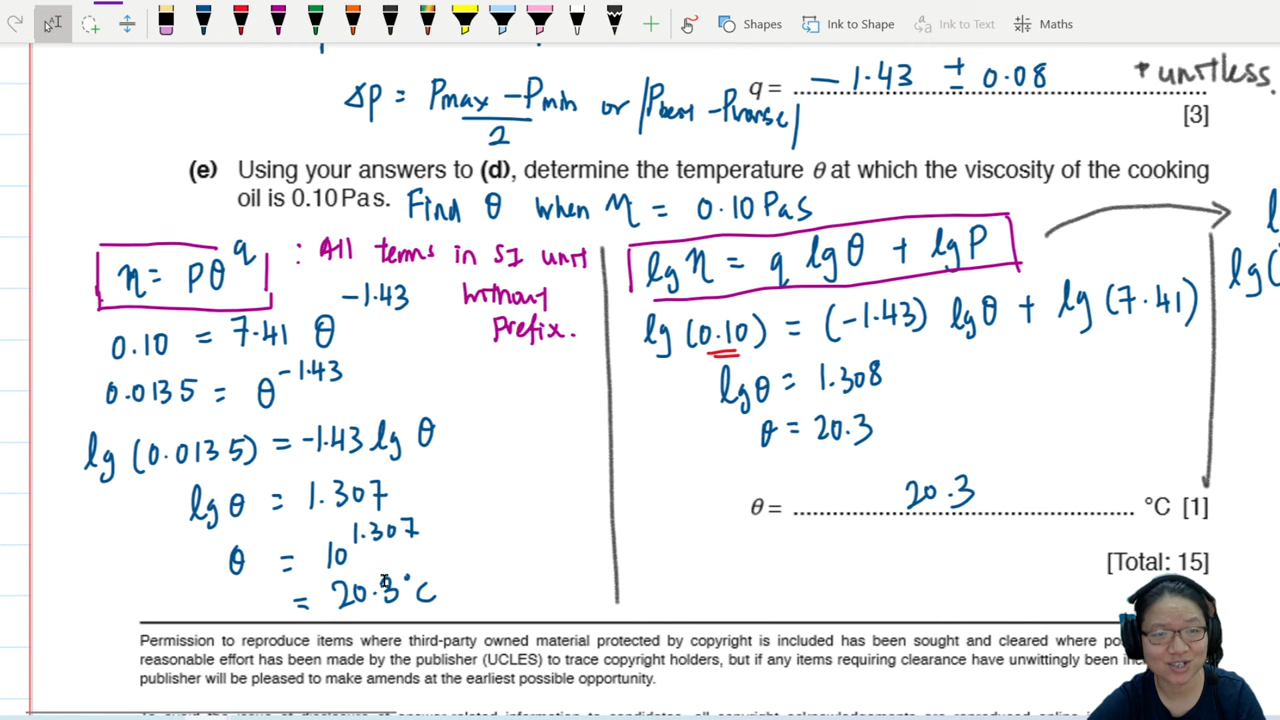 Shapes Ink to Shape Ink to Text Maths
q = − 1.43 ± 0.08
* unitless.
Δp = Pmax − Pmin / 2 or |Pbest − Pworse|
[3]
(e) Using your answers to (d), determine the temperature θ at which the viscosity of the cooking
oil is 0.10 Pa s. Find θ when η = 0.10 Pas
η = Pθ^q : All terms in SI unit
without
prefix.
0.10 = 7.41 θ^−1.43
0.0135 = θ^−1.43
lg (0.0135) = −1.43 lg θ
lg θ = 1.307
θ = 10^1.307
= 20.3°C
lg η = q lg θ + lg P
lg (0.10) = (−1.43) lg θ + lg (7.41)
lg θ = 1.308
θ = 20.3
θ = 20.3 °C [1]
lg(
[Total: 15]
Permission to reproduce items where third-party owned material protected by copyright is included has been sought and cleared where
reasonable effort has been made by the publisher (UCLES) to trace copyright holders, but if any items requiring clearance have unwittingly been
publisher will be pleased to make amends at the earliest possible opportunity.